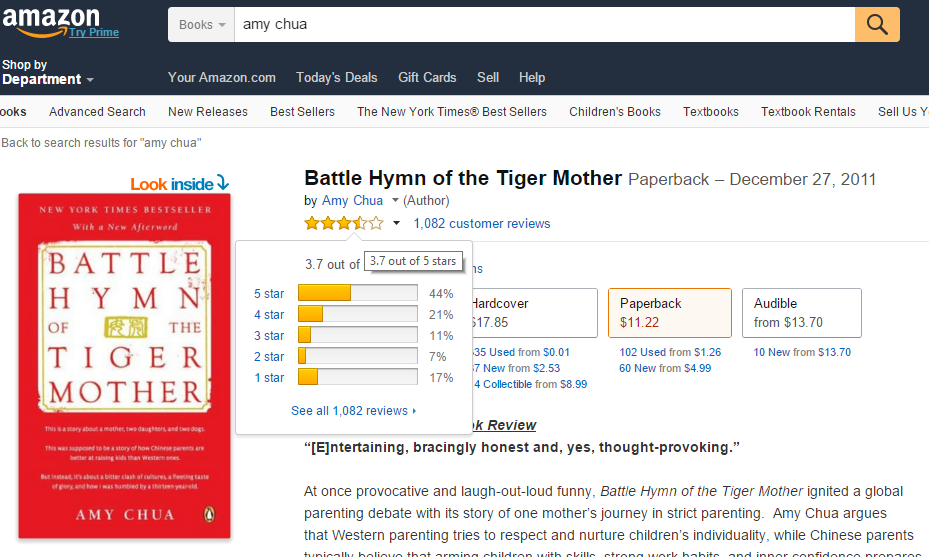 amazon
Try Prime
Books
amy chua
Shop by
Department
Your Amazon.com Today's Deals Gift Cards Sell Help
ooks Advanced Search New Releases Best Sellers The New York Times® Best Sellers Children's Books Textbooks Textbook Rentals Sell Us Y
Back to search results for "amy chua"
Look inside
NEW YORK TIMES BESTSELLER
With a New Afterword
BATTLE
HYMN
OF THE
TIGER
MOTHER
This is a story about a mother, two daughters, and two dogs.
This was supposed to be a story of how Chinese parents are
better at raising kids than Western ones.
But instead, it's about a bitter clash of cultures, a fleeting taste
of glory, and how I was humbled by a thirteen-year-old.
AMY CHUA
Battle Hymn of the Tiger Mother Paperback – December 27, 2011
by Amy Chua (Author)
1,082 customer reviews
3.7 out of
3.7 out of 5 stars
5 star 44%
4 star 21%
3 star 11%
2 star 7%
1 star 17%
See all 1,082 reviews
ns
Hardcover
$17.85
35 Used from $0.01
7 New from $2.53
4 Collectible from $8.99
Paperback
$11.22
102 Used from $1.26
60 New from $4.99
Audible
from $13.70
10 New from $13.70
ok Review
“[E]ntertaining, bracingly honest and, yes, thought-provoking.”
At once provocative and laugh-out-loud funny, Battle Hymn of the Tiger Mother ignited a global
parenting debate with its story of one mother’s journey in strict parenting. Amy Chua argues
that Western parenting tries to respect and nurture children’s individuality, while Chinese parents
typically believe that arming children with skills, strong work habits, and inner confidence prepares